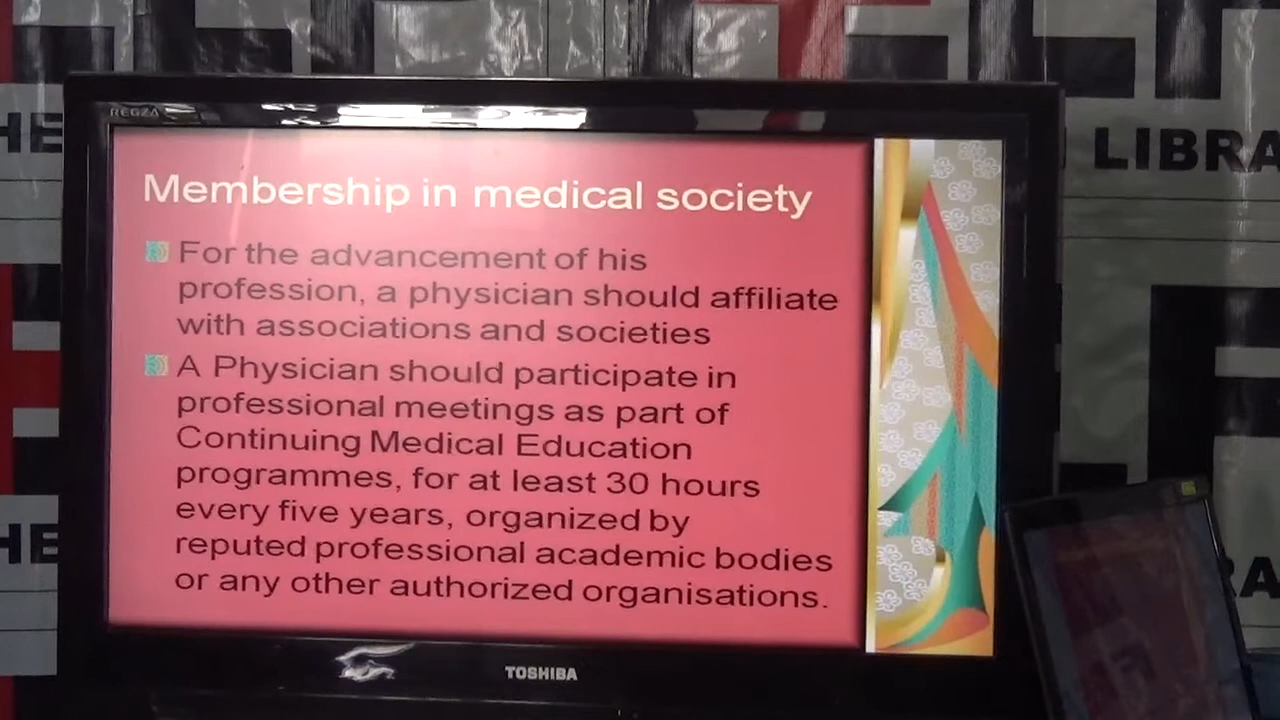 REGZA
HE
LIBRA
Membership in medical society
For the advancement of his
profession, a physician should affiliate
with associations and societies
A Physician should participate in
professional meetings as part of
Continuing Medical Education
programmes, for at least 30 hours
every five years, organized by
reputed professional academic bodies
or any other authorized organisations.
HE
RA
TOSHIBA